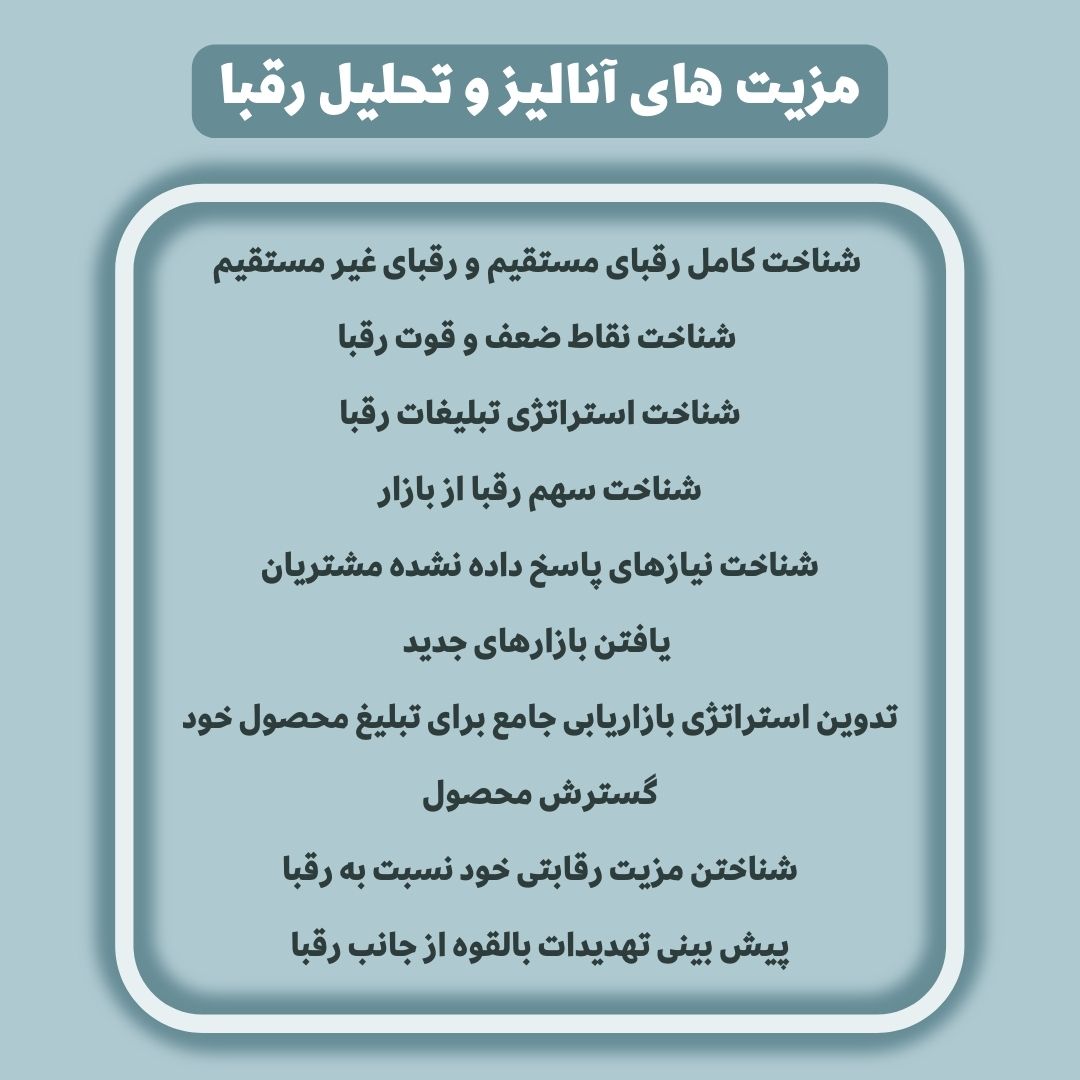 مزیت های آنالیز و تحلیل رقبا
شناخت کامل رقبای مستقیم و رقبای غیر مستقیم
شناخت نقاط ضعف و قوت رقبا
شناخت استراتژی تبلیغات رقبا
شناخت سهم رقبا از بازار
شناخت نیازهای پاسخ داده نشده مشتریان
یافتن بازارهای جدید
تدوین استراتژی بازاریابی جامع برای تبلیغ محصول خود
گسترش محصول
شناختن مزیت رقابتی خود نسبت به رقبا
پیش بینی تهدیدات بالقوه از جانب رقبا